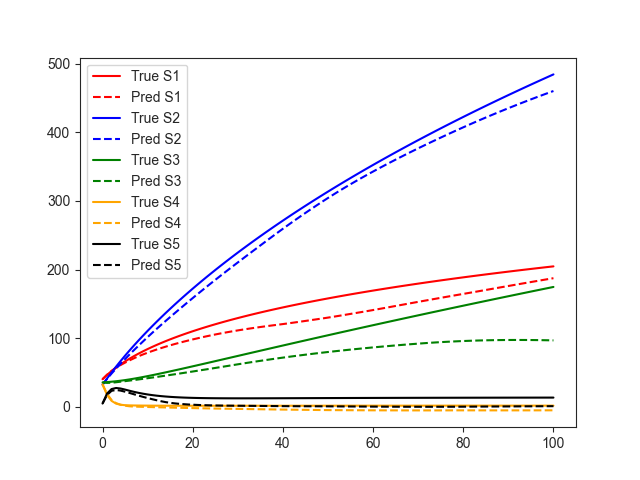 500
400
300
200
100
0
0 20 40 60 80 100
True S1
Pred S1
True S2
Pred S2
True S3
Pred S3
True S4
Pred S4
True S5
Pred S5